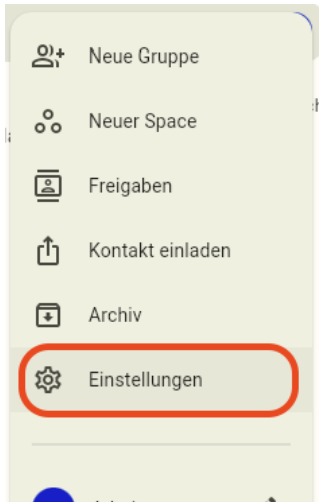 Neue Gruppe
Neuer Space
Freigaben
Kontakt einladen
Archiv
Einstellungen